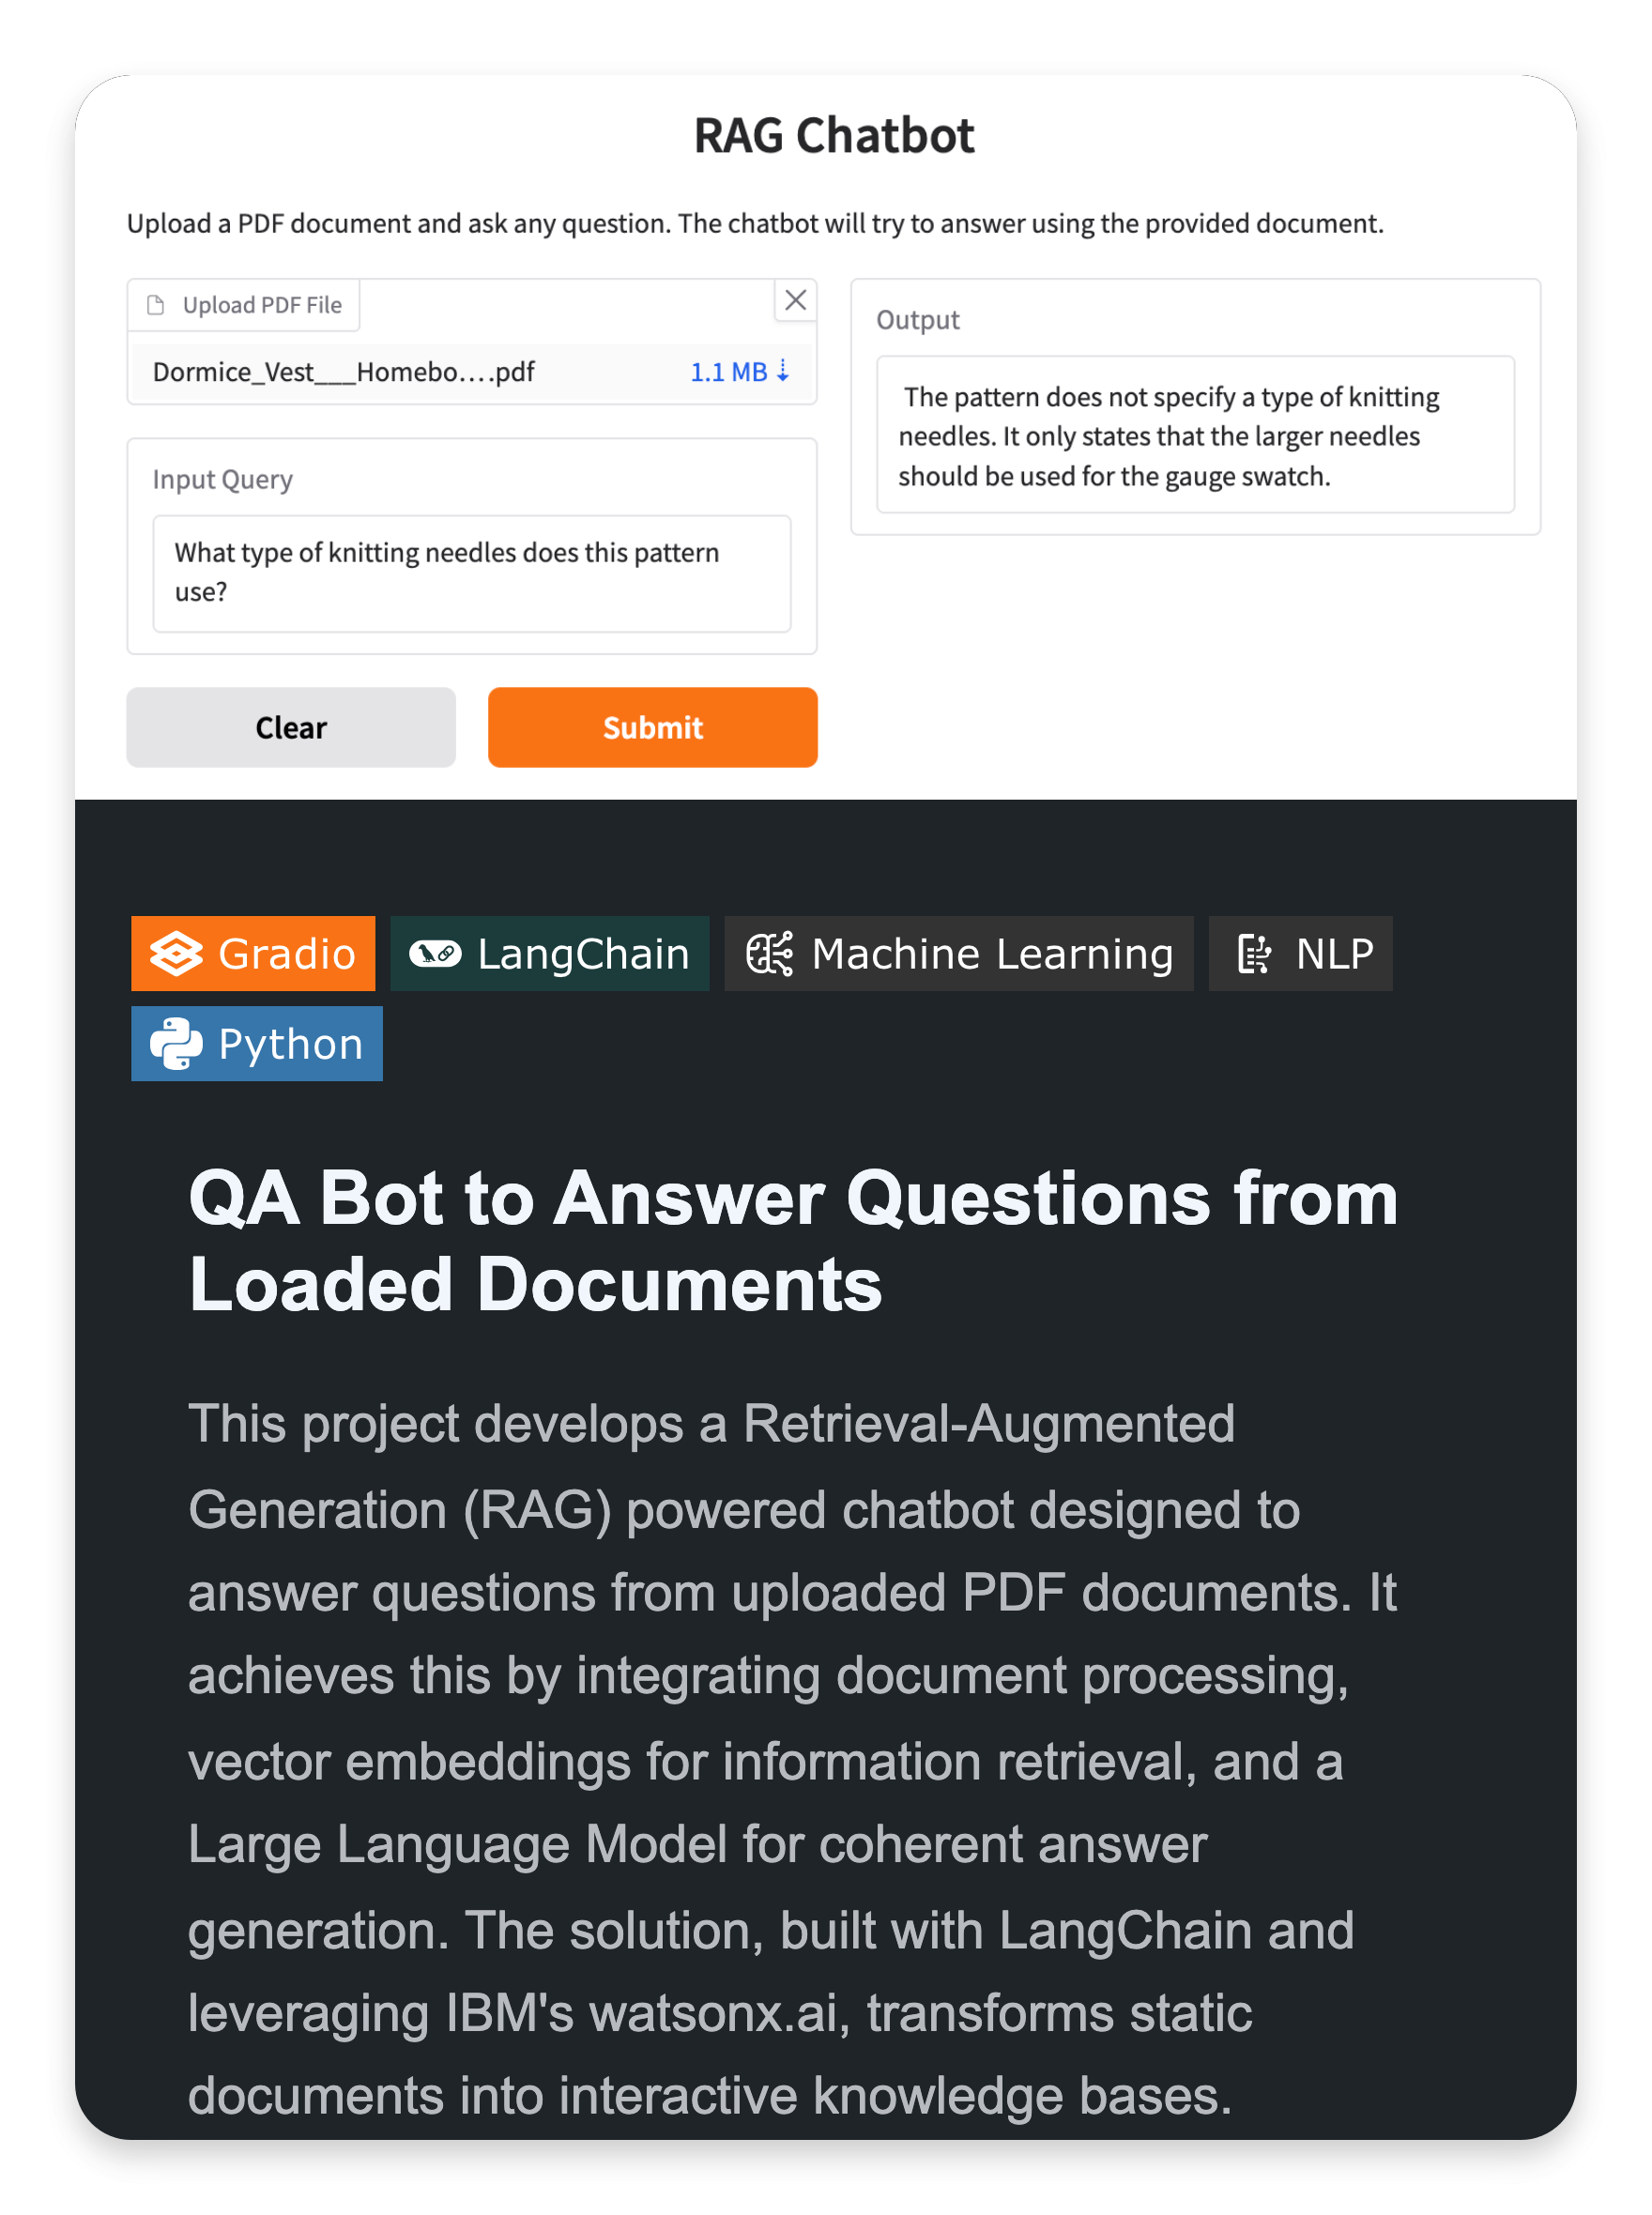 RAG Chatbot
Upload a PDF document and ask any question. The chatbot will try to answer using the provided document.
Upload PDF File
Dormice_Vest___Homebo....pdf 1.1 MB ⇣
Input Query
What type of knitting needles does this pattern
use?
Clear
Submit
Output
The pattern does not specify a type of knitting
needles. It only states that the larger needles
should be used for the gauge swatch.
Gradio
LangChain
Machine Learning
NLP
Python
QA Bot to Answer Questions from
Loaded Documents
This project develops a Retrieval-Augmented
Generation (RAG) powered chatbot designed to
answer questions from uploaded PDF documents. It
achieves this by integrating document processing,
vector embeddings for information retrieval, and a
Large Language Model for coherent answer
generation. The solution, built with LangChain and
leveraging IBM's watsonx.ai, transforms static
documents into interactive knowledge bases.